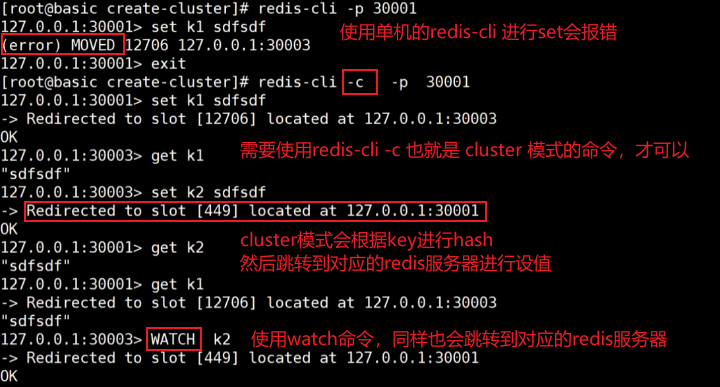 [root@basic create-cluster]# redis-cli -p 30001
127.0.0.1:30001> set k1 sdfsdf
使用单机的redis-cli 进行set会报错
(error) MOVED 12706 127.0.0.1:30003
127.0.0.1:30001> exit
[root@basic create-cluster]# redis-cli -c  -p  30001
127.0.0.1:30001> set k1 sdfsdf
-> Redirected to slot [12706] located at 127.0.0.1:30003
OK
127.0.0.1:30003> get k1
需要使用redis-cli -c 也就是 cluster 模式的命令，才可以
"sdfsdf"
127.0.0.1:30003> set k2 sdfsdf
-> Redirected to slot [449] located at 127.0.0.1:30001
OK
cluster模式会根据key进行hash
127.0.0.1:30001> get k2
然后跳转到对应的redis服务器进行设值
"sdfsdf"
127.0.0.1:30001> get k1
-> Redirected to slot [12706] located at 127.0.0.1:30003
"sdfsdf"
127.0.0.1:30003> WATCH  k2
使用watch命令，同样也会跳转到对应的redis服务器
-> Redirected to slot [449] located at 127.0.0.1:30001
OK